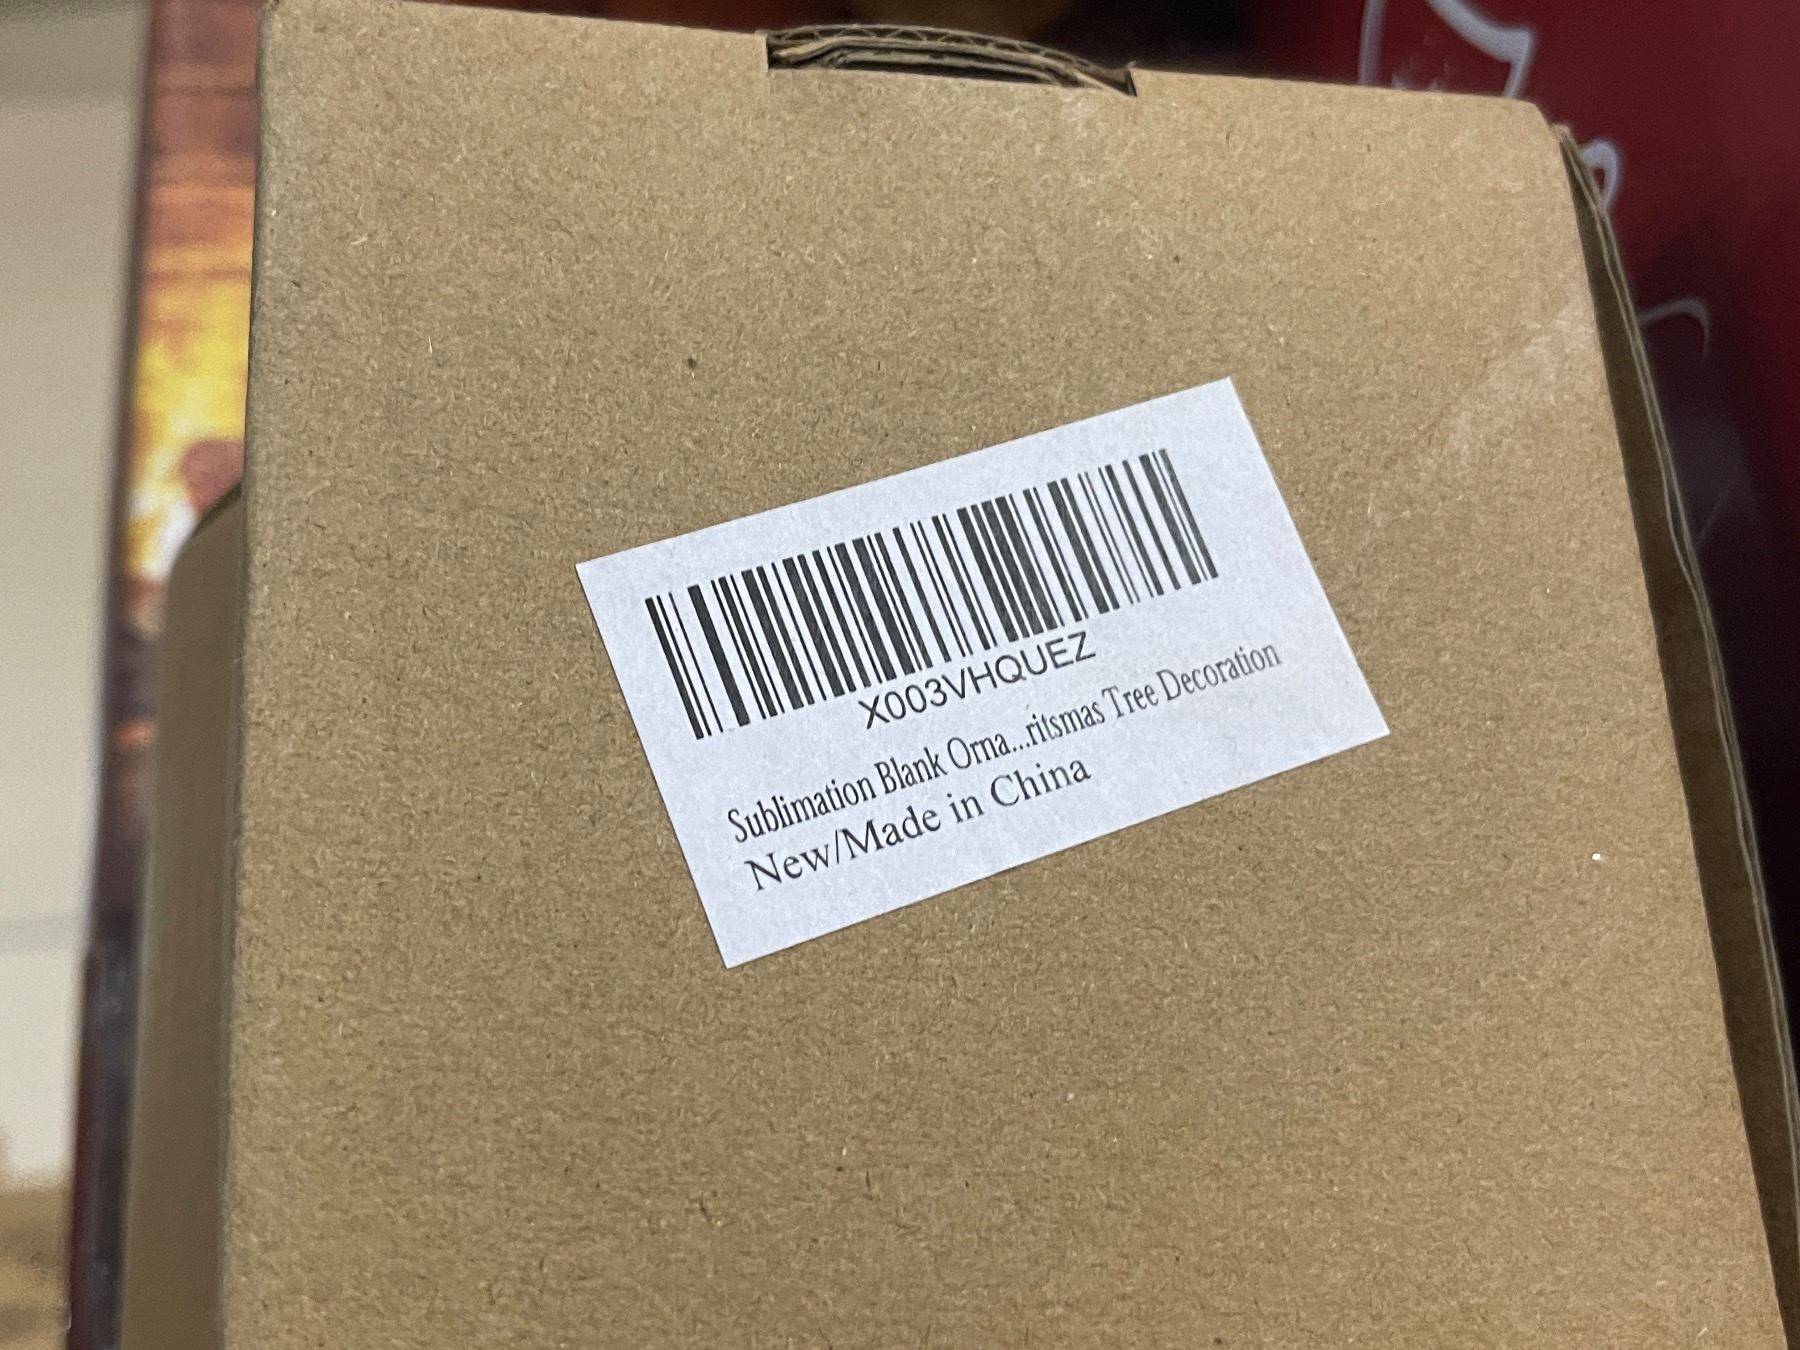 X003VHQUEZ
Sublimation Blank Orna...ritsmas Tree Decoration
New/Made in China